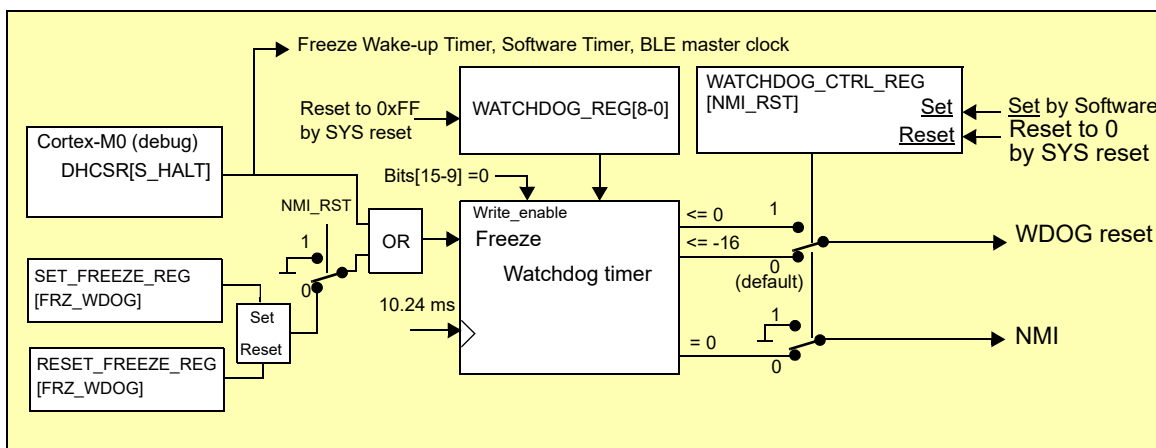 Freeze Wake-up Timer, Software Timer, BLE master clock
Cortex-M0 (debug)
DHCSR[S_HALT]
Reset to 0xFF
by SYS reset
WATCHDOG_REG[8-0]
WATCHDOG_CTRL_REG
[NMI_RST]
Set
Reset
Set by Software
Reset to 0
by SYS reset
Bits[15-9] =0
NMI_RST
1
0
OR
Write_enable
Freeze
Watchdog timer
10.24 ms
<= 0
<= -16
= 0
1
0
(default)
WDOG reset
1
0
NMI
SET_FREEZE_REG
[FRZ_WDOG]
Set
Reset
RESET_FREEZE_REG
[FRZ_WDOG]